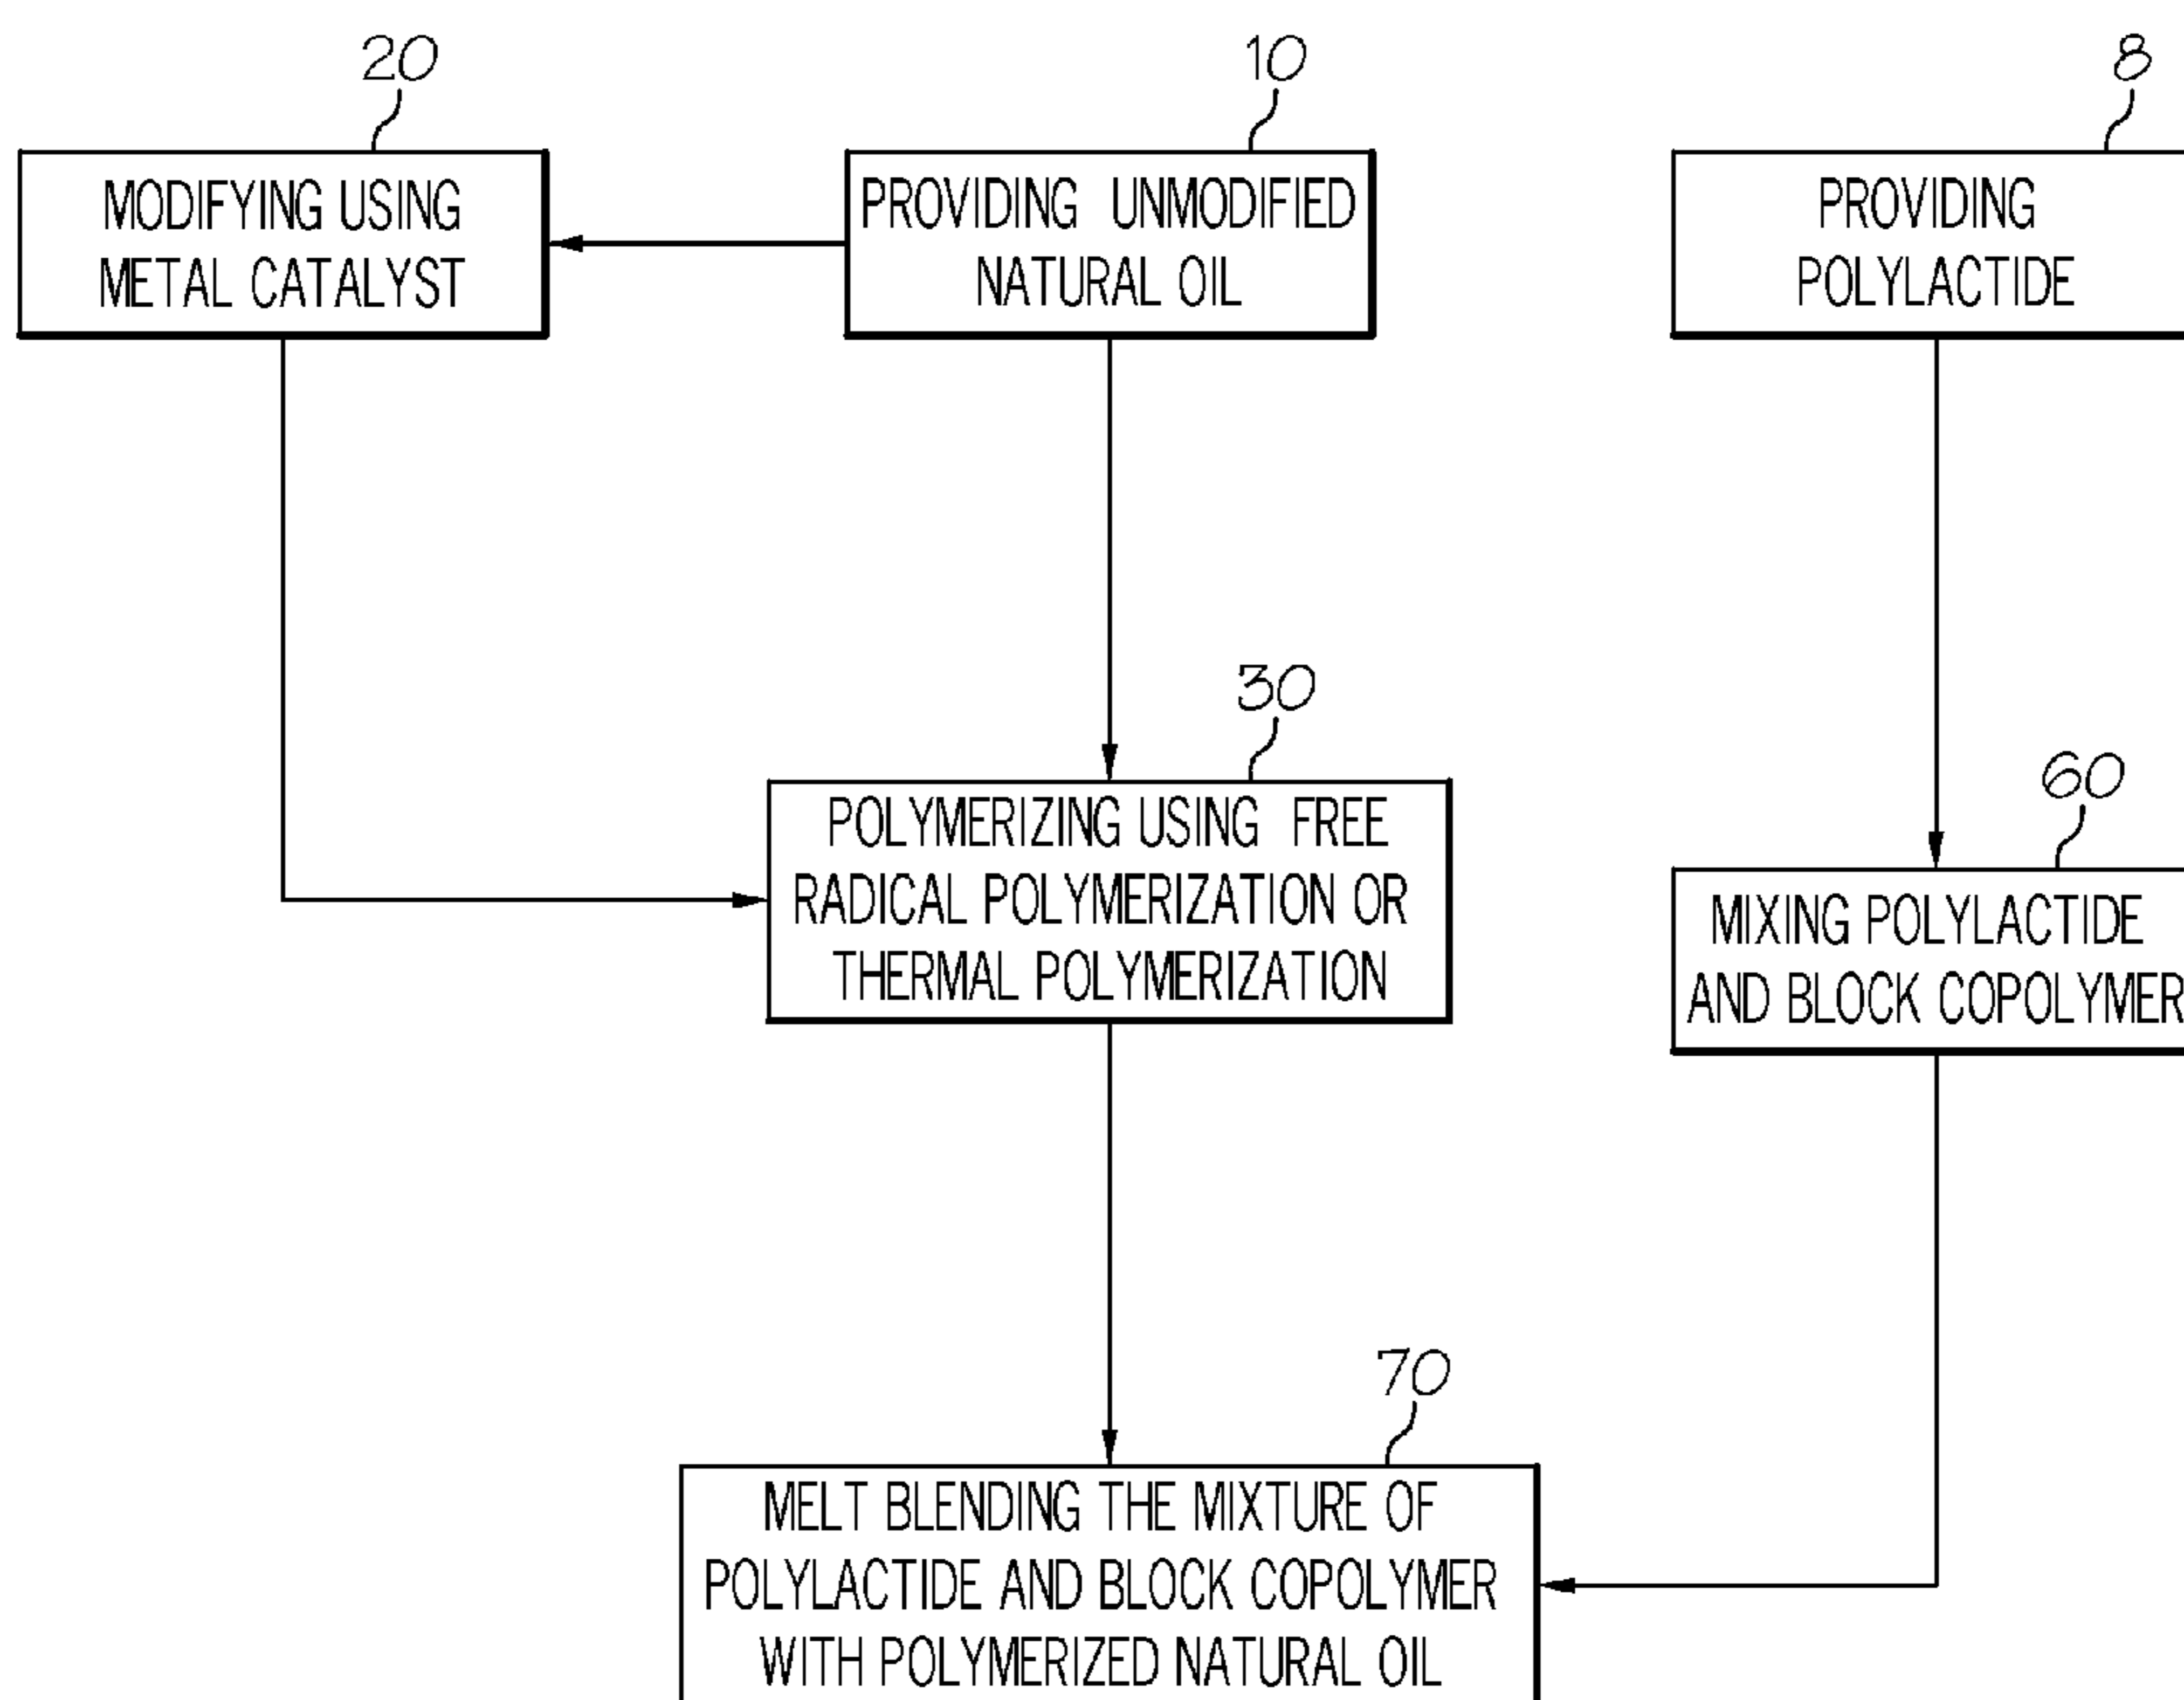 20
10
8
MODIFYING USING
METAL CATALYST
PROVIDING UNMODIFIED
NATURAL OIL
PROVIDING
POLYLACTIDE
30
POLYMERIZING USING FREE
RADICAL POLYMERIZATION OR
THERMAL POLYMERIZATION
60
MIXING POLYLACTIDE
AND BLOCK COPOLYMER
70
MELT BLENDING THE MIXTURE OF
POLYLACTIDE AND BLOCK COPOLYMER
WITH POLYMERIZED NATURAL OIL